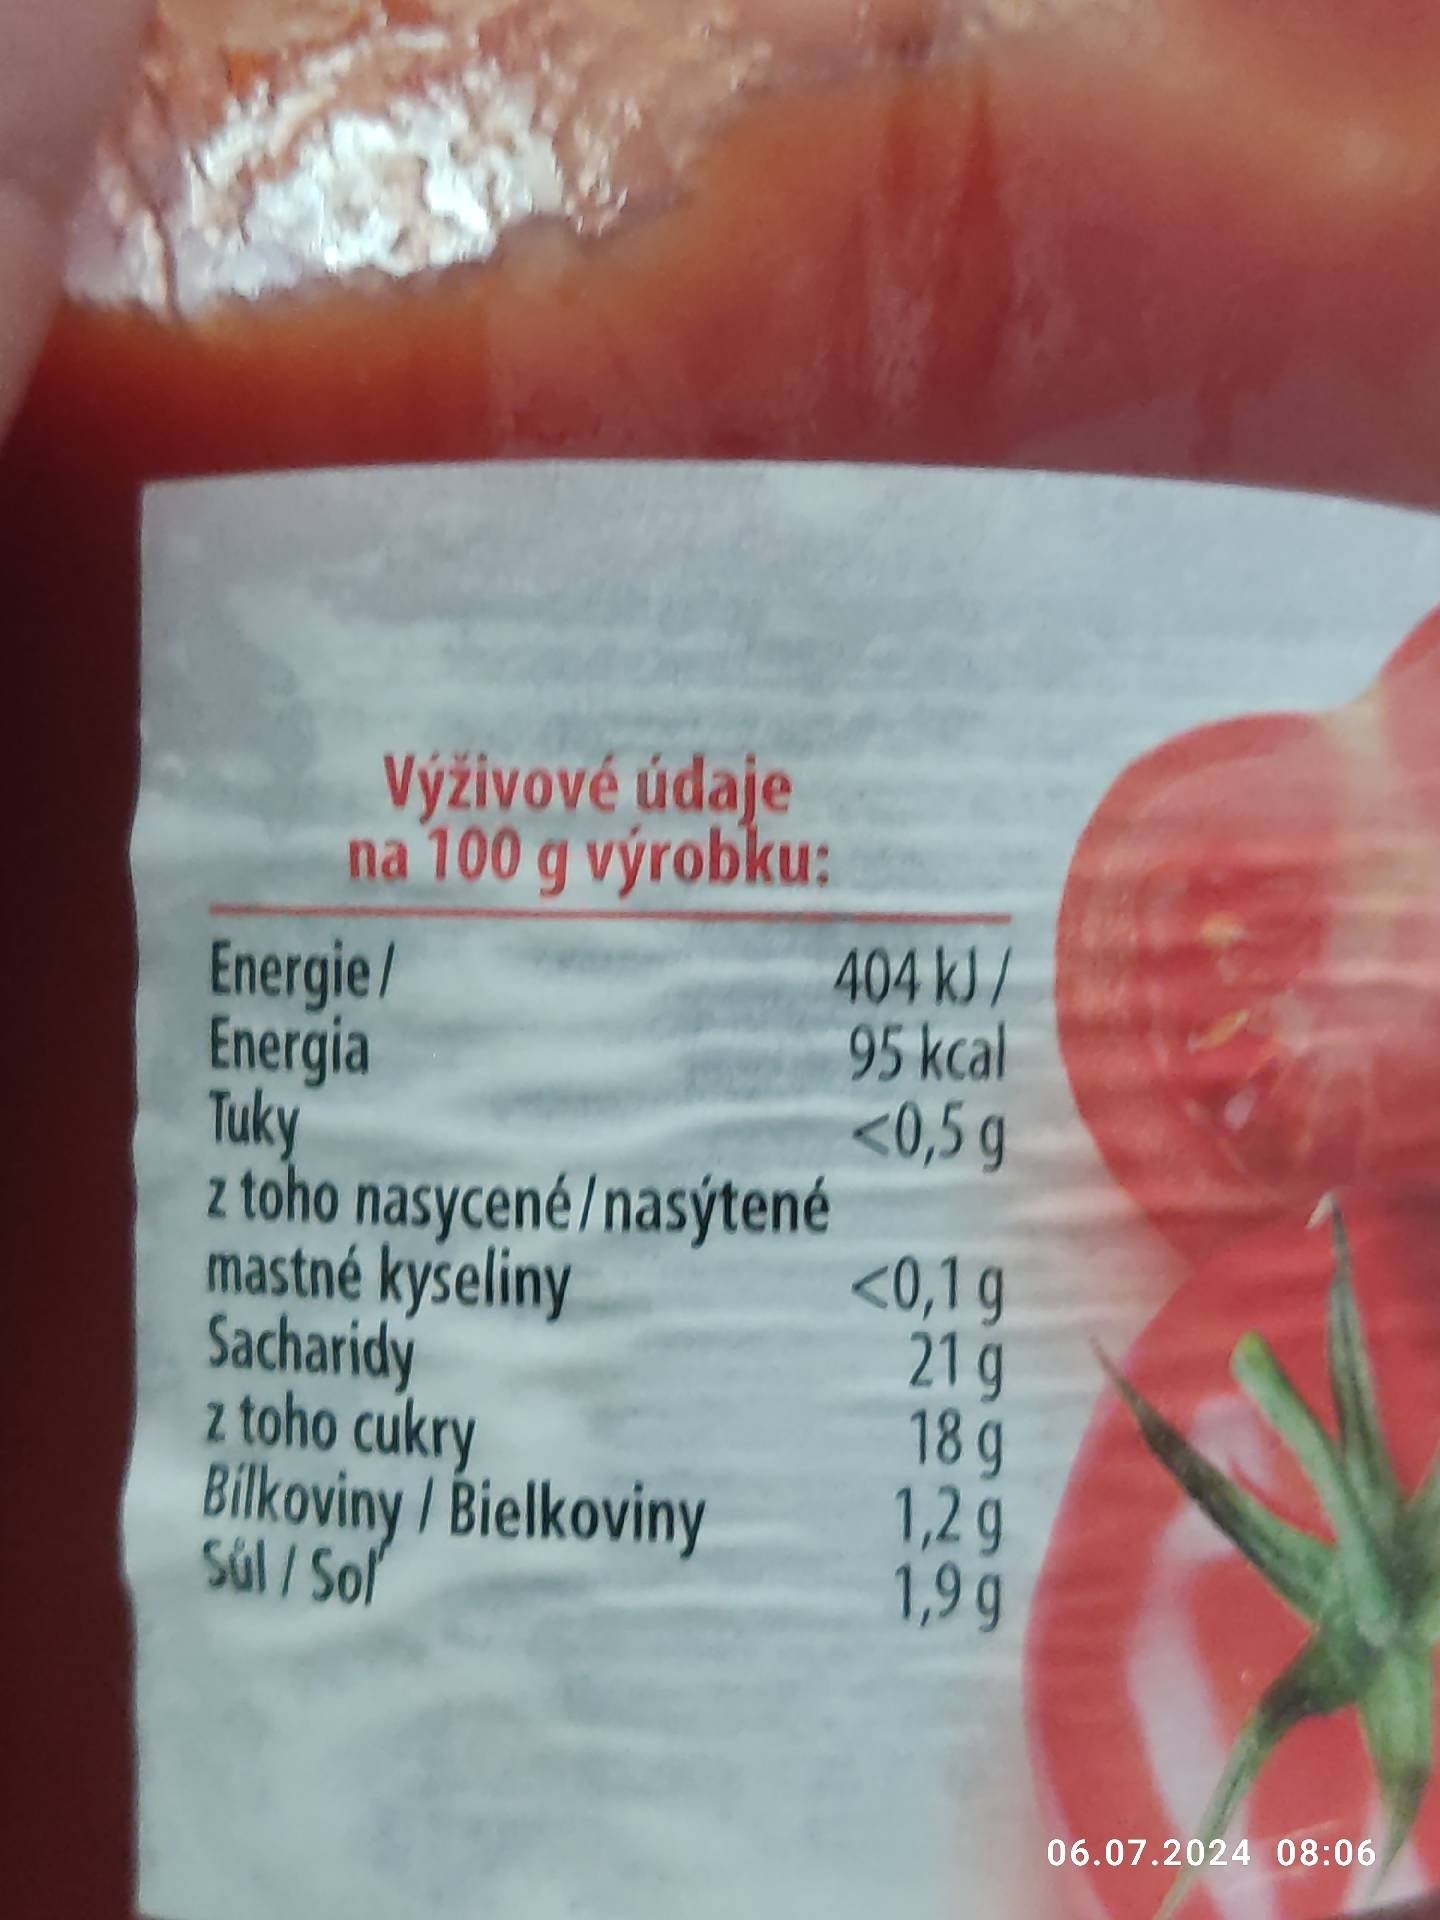 Výživové údaje
na 100 g výrobku:
Energie / 404 kJ /
Energia 95 kcal
Tuky <0,5 g
z toho nasycené/nasýtené
mastné kyseliny <0,1 g
Sacharidy 21 g
z toho cukry 18 g
Bílkoviny / Bielkoviny 1,2 g
Sůl / Soľ 1,9 g
06.07.2024 08:06